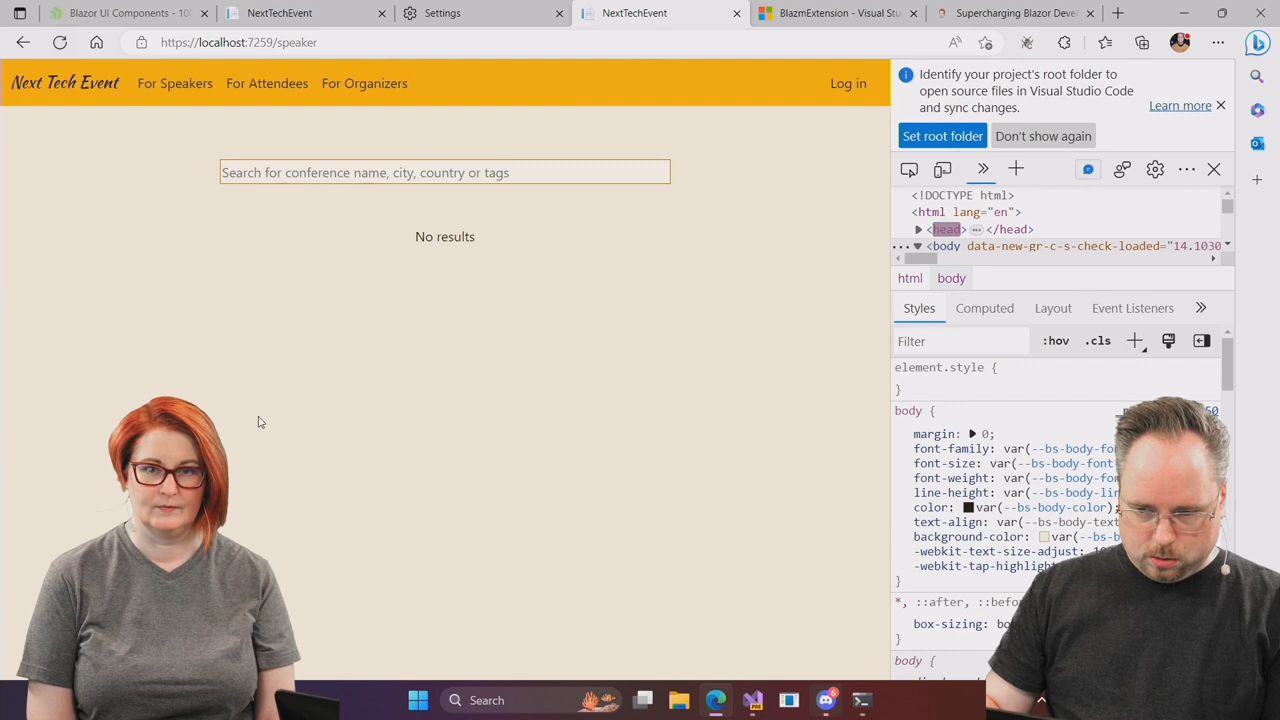 Blazor UI Components - 10
NextTechEvent
Settings
NextTechEvent
BlazmExtension - Visual Stu
Supercharging Blazor Devel
https://localhost:7259/speaker
Next Tech Event
For Speakers
For Attendees
For Organizers
Log in
Search for conference name, city, country or tags
No results
Identify your project's root folder to
open source files in Visual Studio Code
and sync changes.
Learn more
Set root folder
Don't show again
<!DOCTYPE html>
<html lang="en">
<head> ••• </head>
••• <body data-new-gr-c-s-check-loaded="14.1030
html
body
Styles
Computed
Layout
Event Listeners
Filter
:hov
.cls
element.style {
}
body {
margin: 0;
font-family: var(--bs-body-fon
font-size: var(--bs-body-font
font-weight: var(--bs-body-f
line-height: var(--bs-body-lin
color: var(--bs-body-color);
text-align: var(--bs-body-text
background-color: var(--bs-b
-webkit-text-size-adjust: 10
-webkit-tap-highlig
}
*, ::after, ::befor
box-sizing: bo
}
body {
Search
6